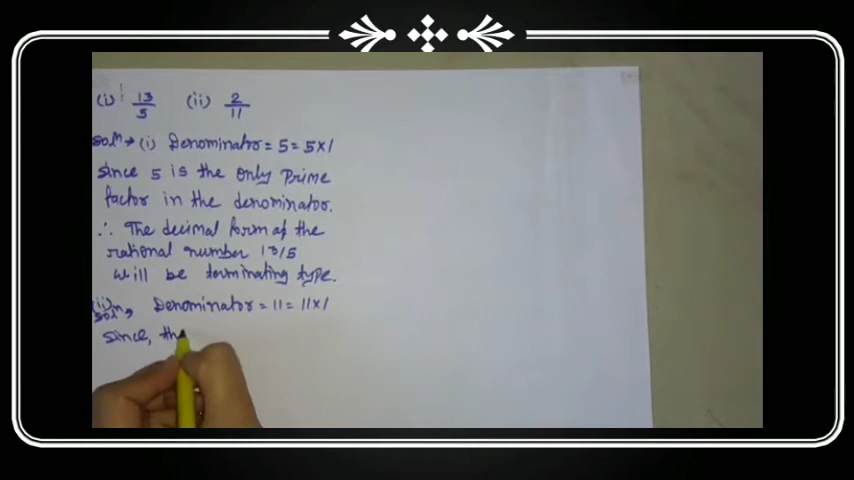 (i) 13/5 (ii) 2/11
soln → (i) Denominator = 5 = 5×1
since 5 is the only Prime
factor in the denominator.
∴ The decimal form of the
rational number 13/5
will be terminating type.
(ii) soln → Denominator = 11 = 11×1
since, the